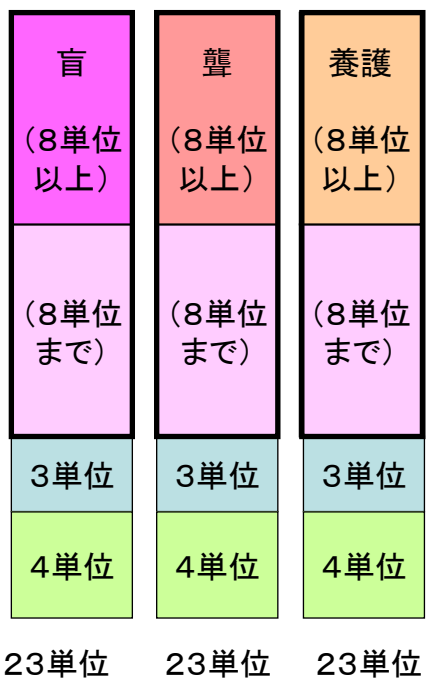 盲
(8単位
以上)
聾
(8単位
以上)
養護
(8単位
以上)
(8単位
まで)
(8単位
まで)
(8単位
まで)
3単位
3単位
3単位
4単位
4単位
4単位
23単位
23単位
23単位